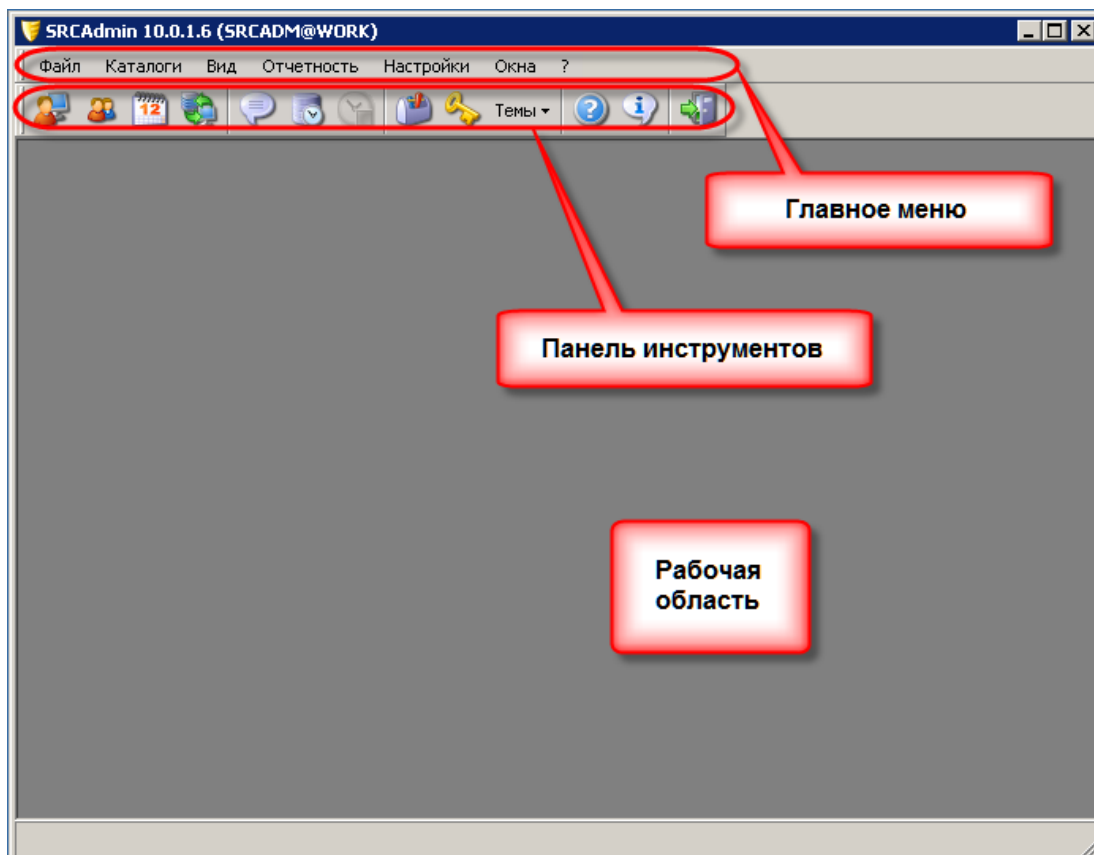 SRCAdmin 10.0.1.6 (SRCADM@WORK)
Файл Каталоги Вид Отчетность Настройки Окна ?
12 Темы ? i
Главное меню
Панель инструментов
Рабочая
область